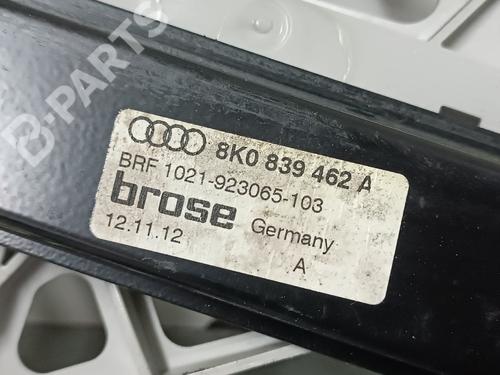 B-PARTS
8K0 839 462 A
BRF 1021-923065-103
brose
Germany
12.11.12
A